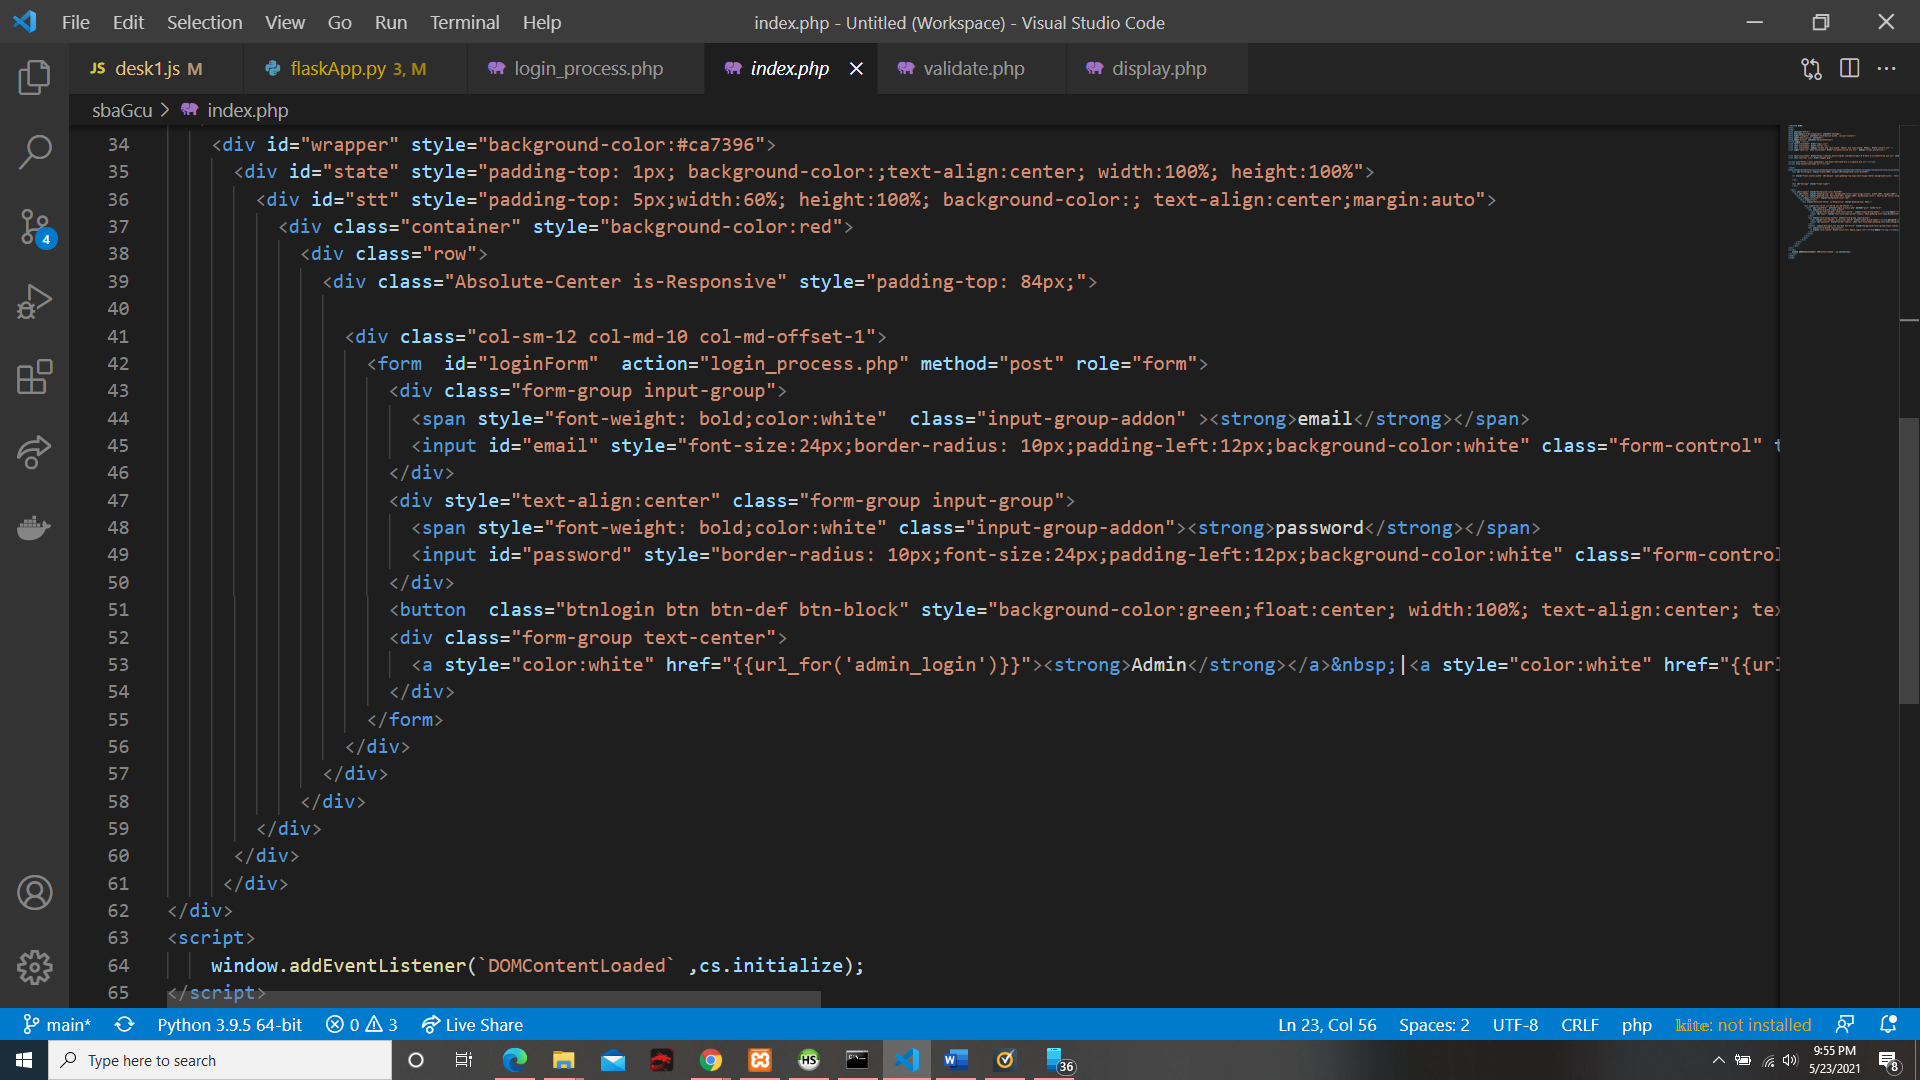 File Edit Selection View Go Run Terminal Help
index.php - Untitled (Workspace) - Visual Studio Code
JS desk1.js M
flaskApp.py 3, M
login_process.php
index.php
validate.php
display.php
sbaGcu > index.php
34 <div id="wrapper" style="background-color:#ca7396">
35 <div id="state" style="padding-top: 1px; background-color:;text-align:center; width:100%; height:100%">
36 <div id="stt" style="padding-top: 5px;width:60%; height:100%; background-color:; text-align:center;margin:auto">
37 <div class="container" style="background-color:red">
38 <div class="row">
39 <div class="Absolute-Center is-Responsive" style="padding-top: 84px;">
40
41 <div class="col-sm-12 col-md-10 col-md-offset-1">
42 <form  id="loginForm"  action="login_process.php" method="post" role="form">
43 <div class="form-group input-group">
44 <span style="font-weight: bold;color:white"  class="input-group-addon" ><strong>email</strong></span>
45 <input id="email" style="font-size:24px;border-radius: 10px;padding-left:12px;background-color:white" class="form-control" t
46 </div>
47 <div style="text-align:center" class="form-group input-group">
48 <span style="font-weight: bold;color:white" class="input-group-addon"><strong>password</strong></span>
49 <input id="password" style="border-radius: 10px;font-size:24px;padding-left:12px;background-color:white" class="form-control
50 </div>
51 <button  class="btnlogin btn btn-def btn-block" style="background-color:green;float:center; width:100%; text-align:center; tex
52 <div class="form-group text-center">
53 <a style="color:white" href="{{url_for('admin_login')}}"><strong>Admin</strong></a>&nbsp;|<a style="color:white" href="{{url
54 </div>
55 </form>
56 </div>
57 </div>
58 </div>
59 </div>
60 </div>
61 </div>
62 </div>
63 <script>
64 window.addEventListener(`DOMContentLoaded` ,cs.initialize);
65 </script>
4
main* Python 3.9.5 64-bit 0 3 Live Share Ln 23, Col 56 Spaces: 2 UTF-8 CRLF php kite: not installed
Type here to search
HS
36
9:55 PM
5/23/2021
8